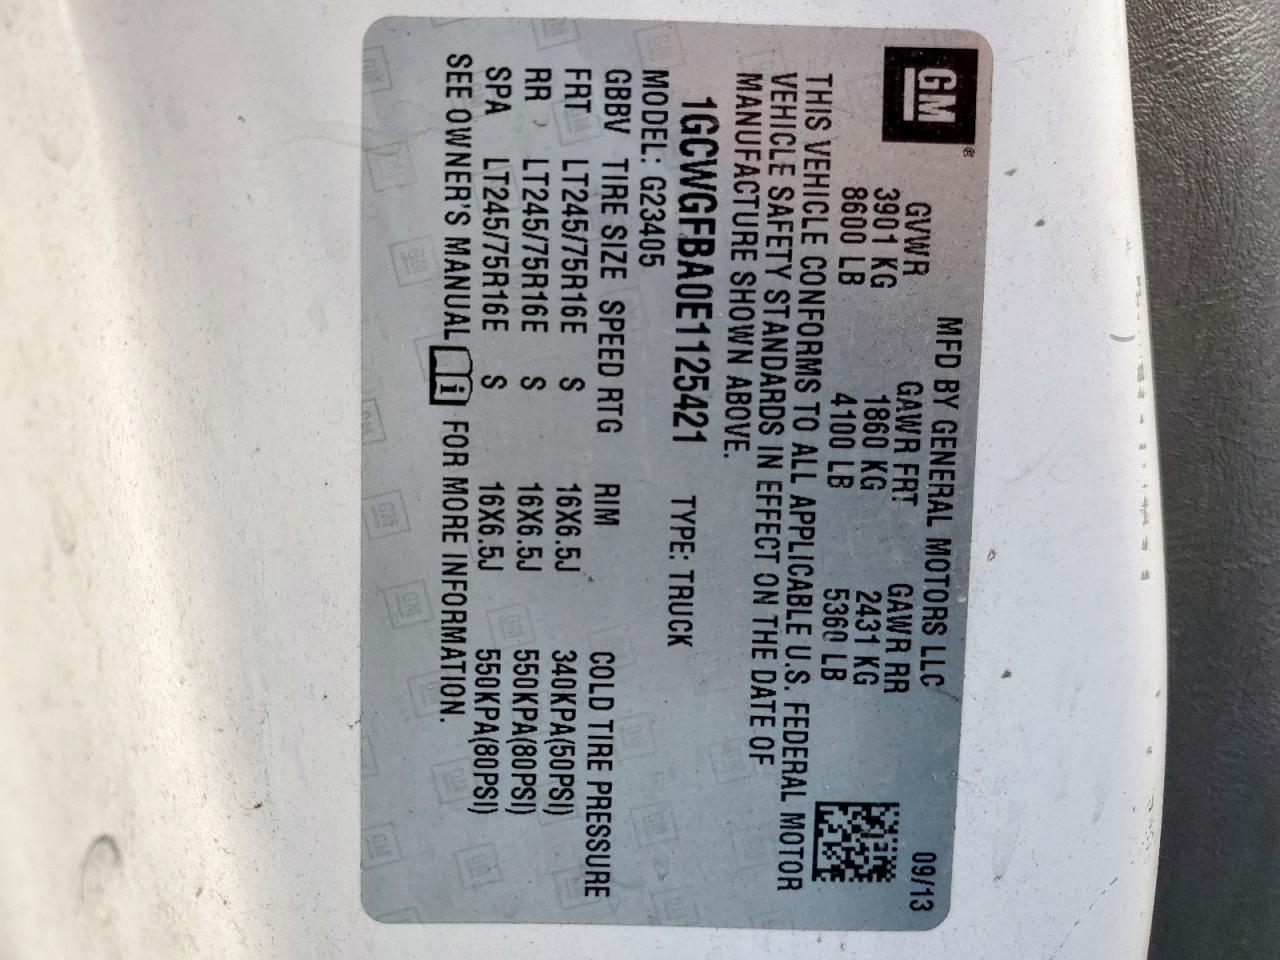 GM®
MFD BY GENERAL MOTORS LLC 09/13
GVWR GAWR FRT GAWR RR
3901 KG 1860 KG 2431 KG
8600 LB 4100 LB 5360 LB
THIS VEHICLE CONFORMS TO ALL APPLICABLE U.S. FEDERAL MOTOR
VEHICLE SAFETY STANDARDS IN EFFECT ON THE DATE OF
MANUFACTURE SHOWN ABOVE.
1GCWGFBA0E1125421 TYPE: TRUCK
MODEL: G23405
GBBV TIRE SIZE SPEED RTG RIM COLD TIRE PRESSURE
FRT LT245/75R16E S 16X6.5J 340KPA(50PSI)
RR LT245/75R16E S 16X6.5J 550KPA(80PSI)
SPA LT245/75R16E S 16X6.5J 550KPA(80PSI)
SEE OWNER'S MANUAL i FOR MORE INFORMATION.